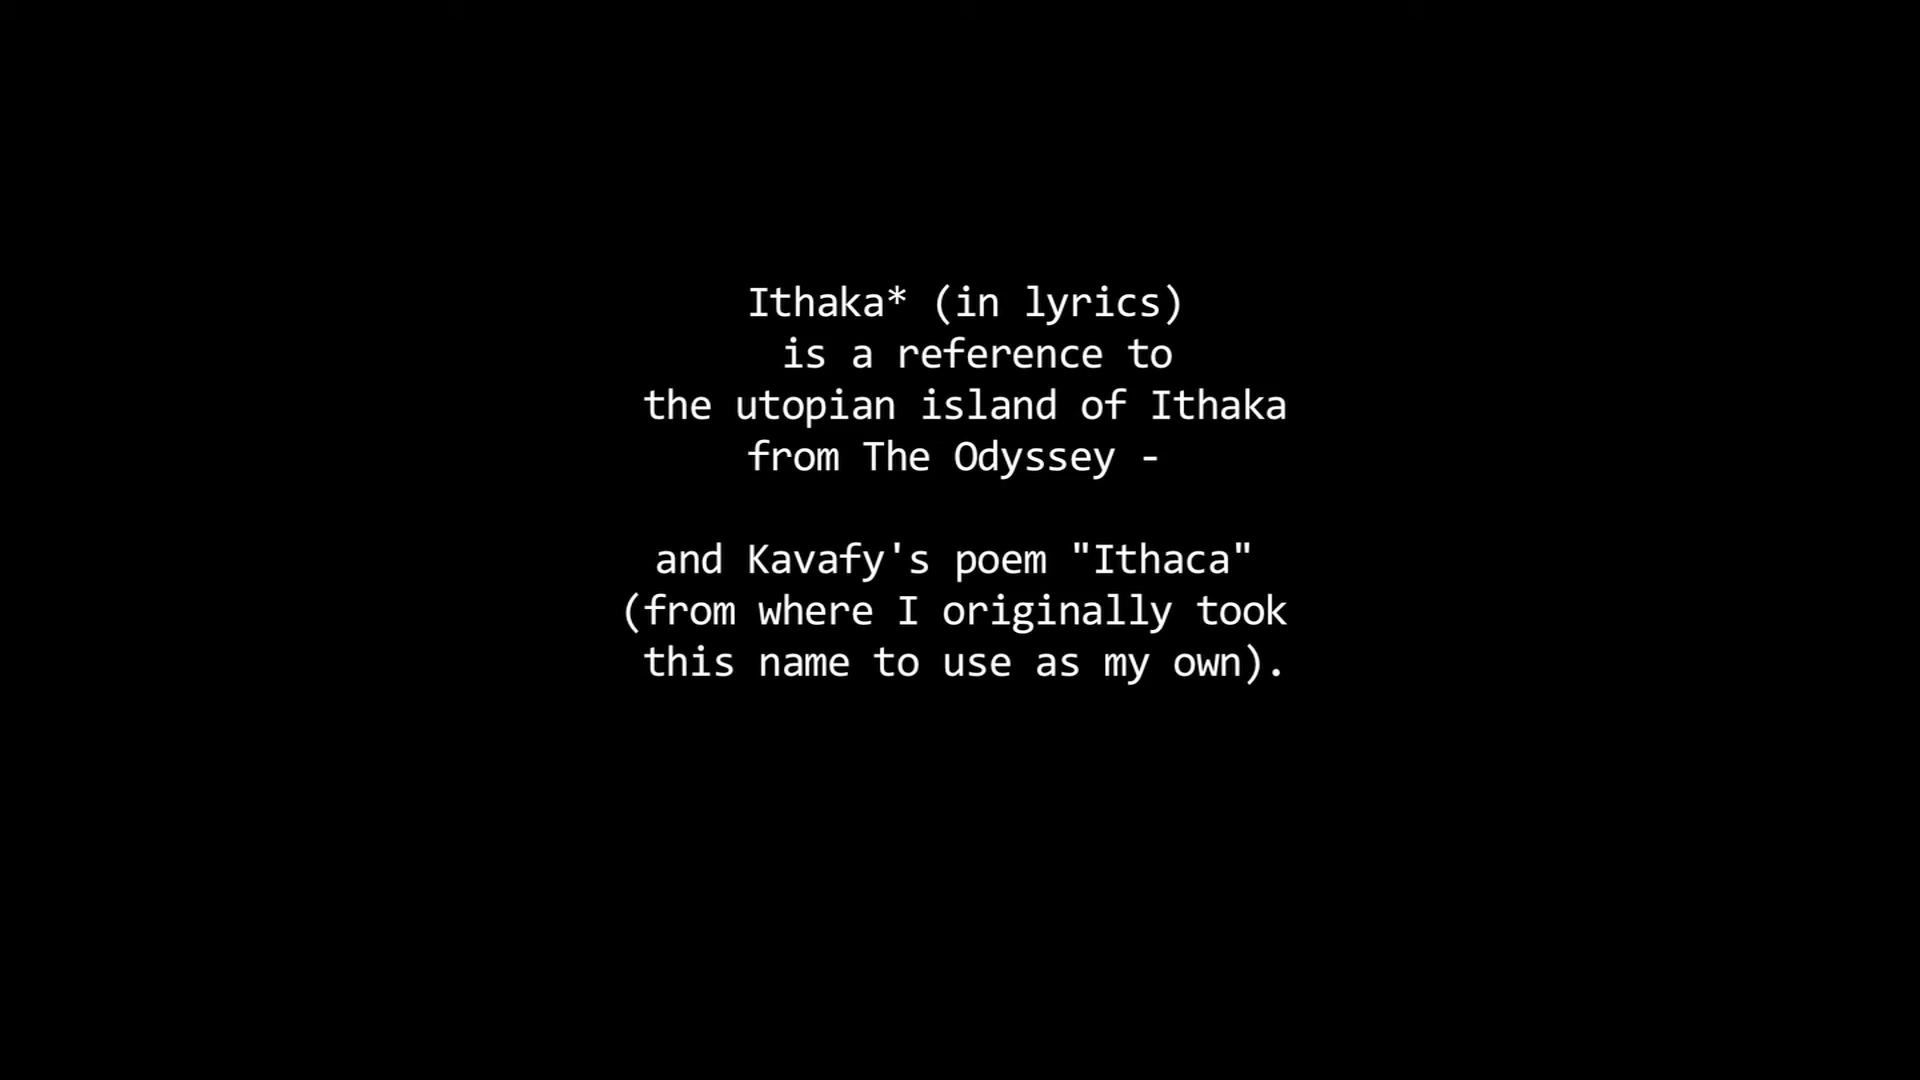 Ithaka* (in lyrics)
is a reference to
the utopian island of Ithaka
from The Odyssey -
and Kavafy's poem "Ithaca"
(from where I originally took
this name to use as my own).